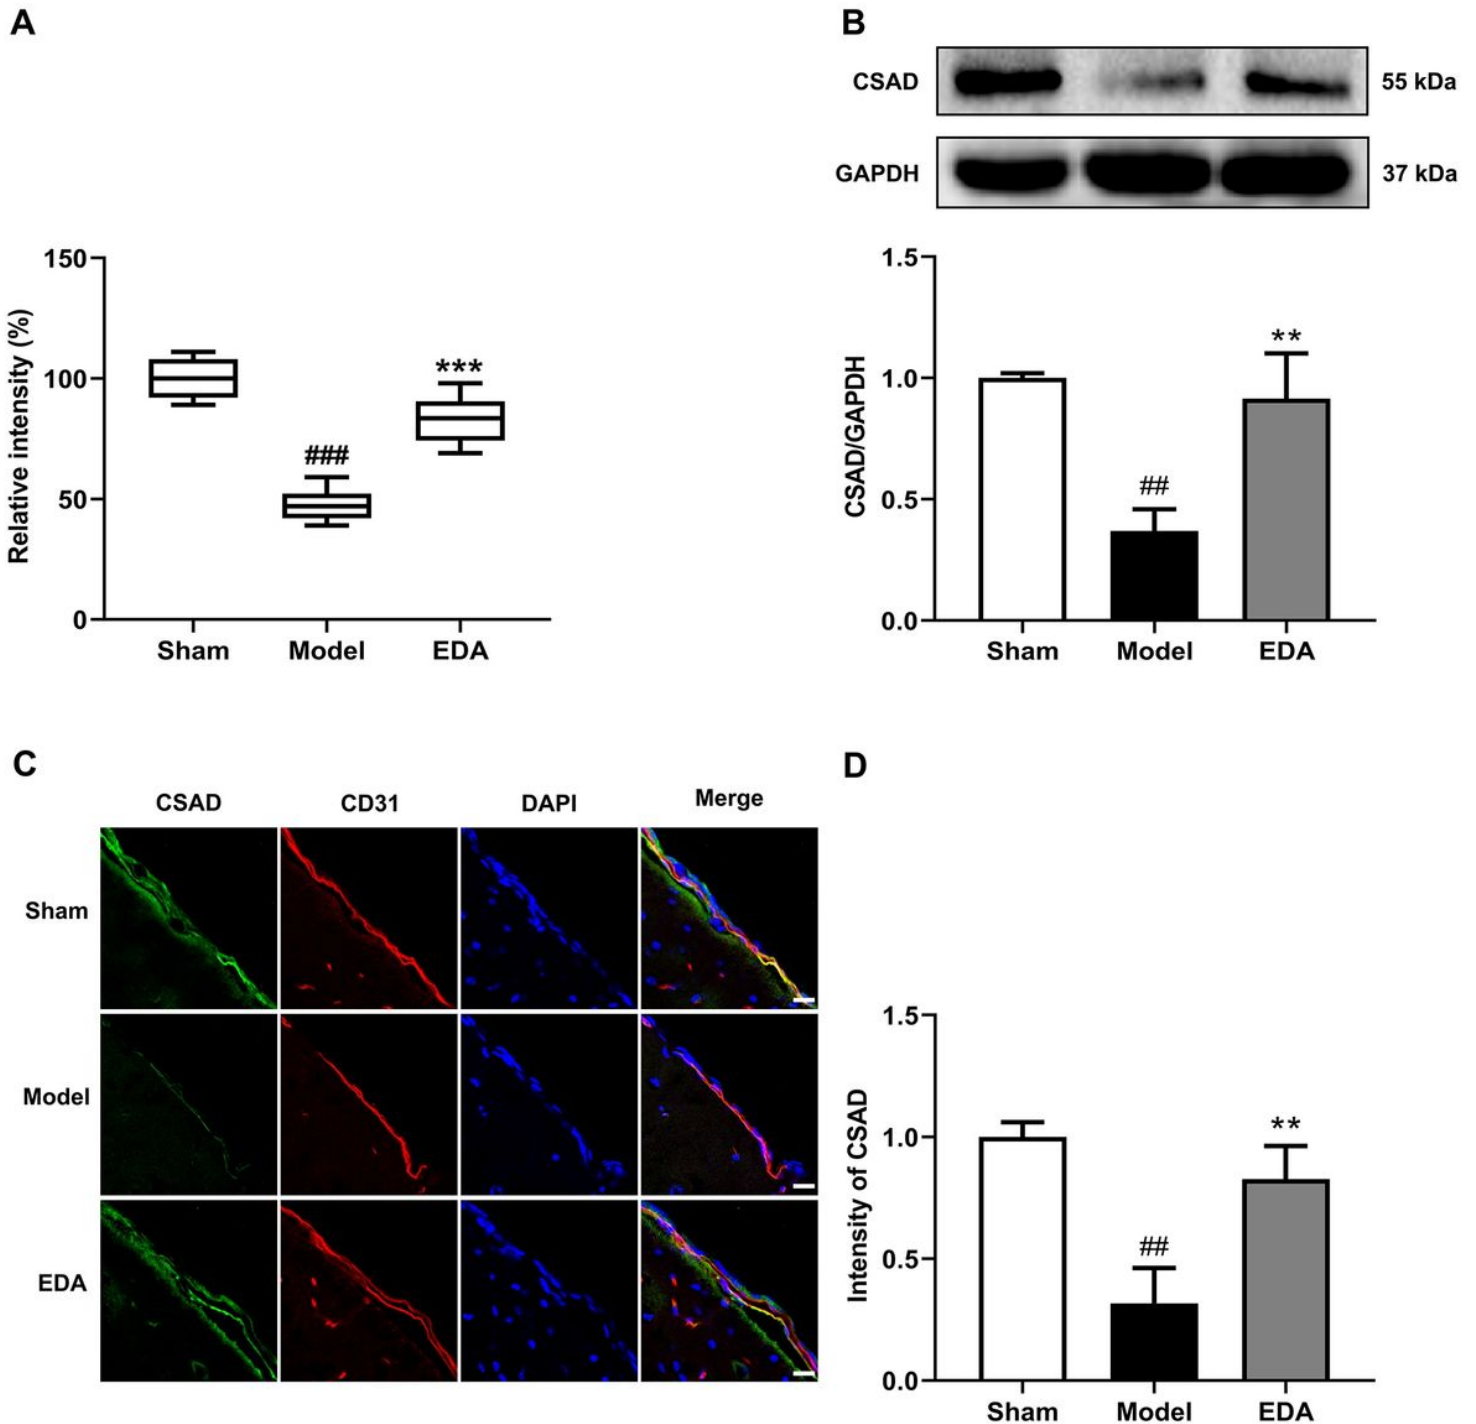 A
Relative intensity (%)
150
100
50
0
###
***
Sham Model EDA
B
CSAD 55 kDa
GAPDH 37 kDa
CSAD/GAPDH
1.5
1.0
0.5
0.0
##
**
Sham Model EDA
C
CSAD CD31 DAPI Merge
Sham
Model
EDA
D
Intensity of CSAD
1.5
1.0
0.5
0.0
##
**
Sham Model EDA